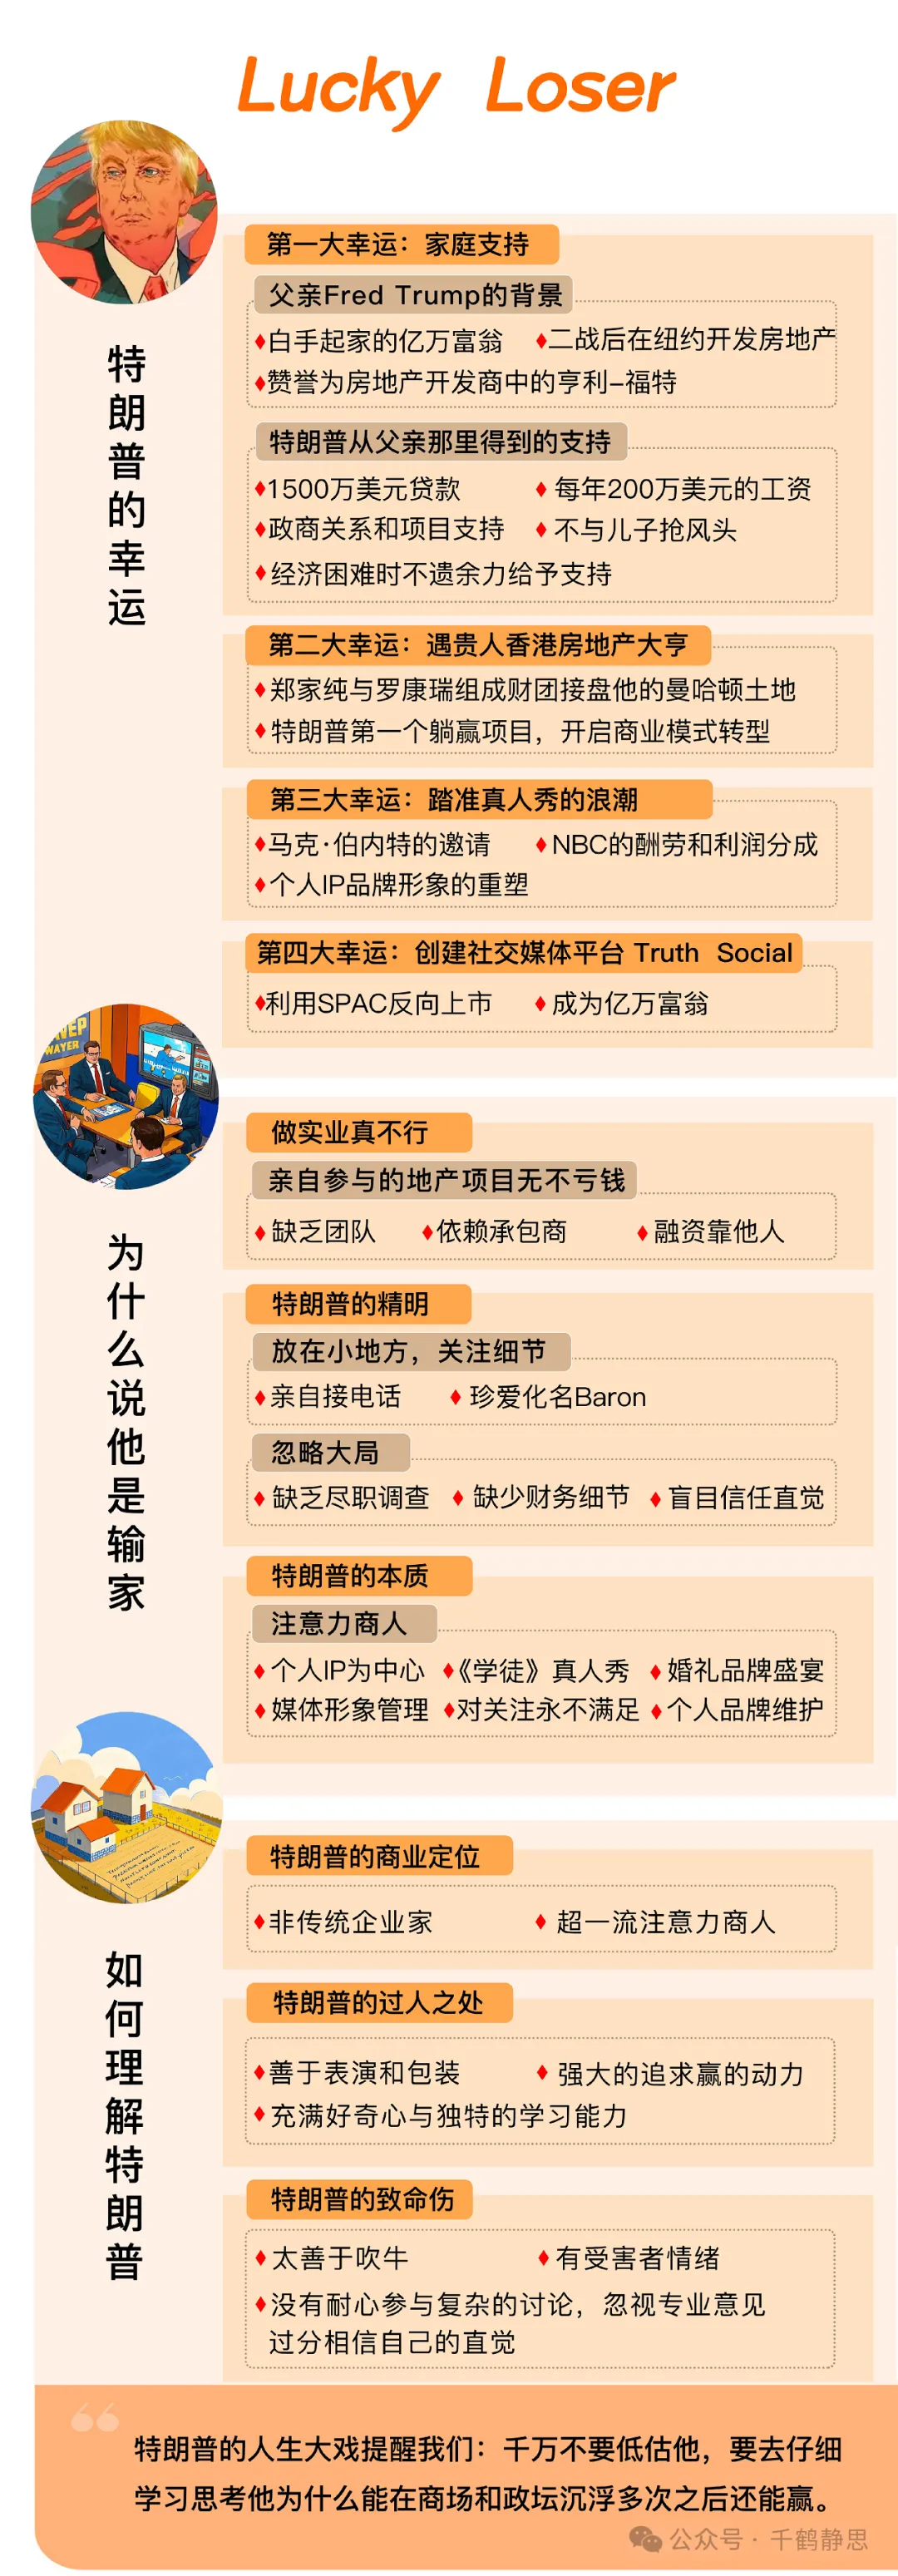 Lucky Loser
特朗普的幸运
第一大幸运：家庭支持
父亲Fred Trump的背景
白手起家的亿万富翁
二战后在纽约开发房地产
赞誉为房地产开发商中的亨利-福特
特朗普从父亲那里得到的支持
1500万美元贷款
每年200万美元的工资
政商关系和项目支持
不与儿子抢风头
经济困难时不遗余力给予支持
第二大幸运：遇贵人香港房地产大亨
郑家纯与罗康瑞组成财团接盘他的曼哈顿土地
特朗普第一个躺赢项目，开启商业模式转型
第三大幸运：踏准真人秀的浪潮
马克·伯内特的邀请
NBC的酬劳和利润分成
个人IP品牌形象的重塑
第四大幸运：创建社交媒体平台 Truth Social
利用SPAC反向上市
成为亿万富翁
WAYER
为什么说他是输家
做实业真不行
亲自参与的地产项目无不亏钱
缺乏团队
依赖承包商
融资靠他人
特朗普的精明
放在小地方，关注细节
亲自接电话
珍爱化名Baron
忽略大局
缺乏尽职调查
缺少财务细节
盲目信任直觉
特朗普的本质
注意力商人
个人IP为中心
《学徒》真人秀
婚礼品牌盛宴
媒体形象管理
对关注永不满足
个人品牌维护
如何理解特朗普
特朗普的商业定位
非传统企业家
超一流注意力商人
特朗普的过人之处
善于表演和包装
强大的追求赢的动力
充满好奇心与独特的学习能力
特朗普的致命伤
太善于吹牛
有受害者情绪
没有耐心参与复杂的讨论，忽视专业意见
过分相信自己的直觉
特朗普的人生大戏提醒我们：千万不要低估他，要去仔细
学习思考他为什么能在商场和政坛沉浮多次之后还能赢。
公众号·千鹤静思